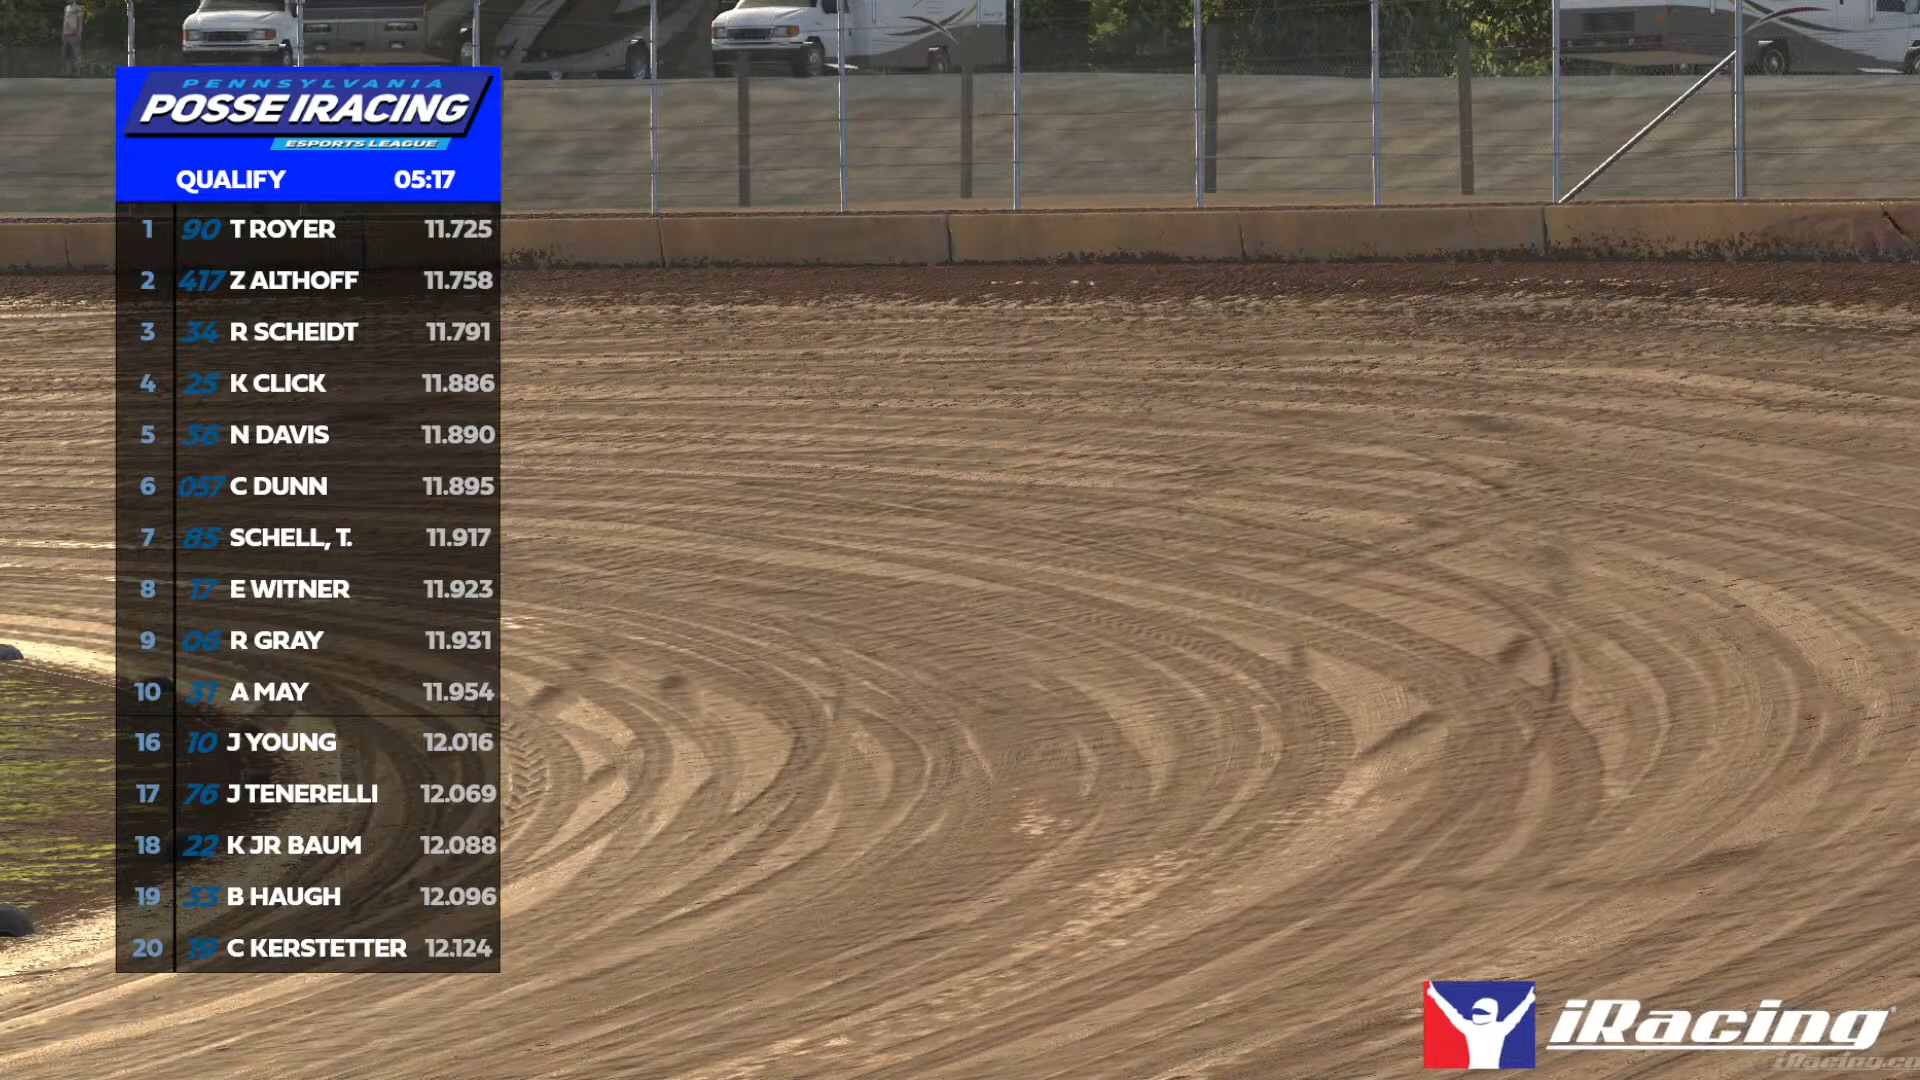 PENNSYLVANIA
POSSE IRACING
ESPORTS LEAGUE
QUALIFY 05:17
1 90 T ROYER 11.725
2 417 Z ALTHOFF 11.758
3 34 R SCHEIDT 11.791
4 25 K CLICK 11.886
5 36 N DAVIS 11.890
6 057 C DUNN 11.895
7 85 SCHELL, T. 11.917
8 17 E WITNER 11.923
9 06 R GRAY 11.931
10 37 A MAY 11.954
16 10 J YOUNG 12.016
17 76 J TENERELLI 12.069
18 22 K JR BAUM 12.088
19 33 B HAUGH 12.096
20 19 C KERSTETTER 12.124
iRacing
iRacing.co